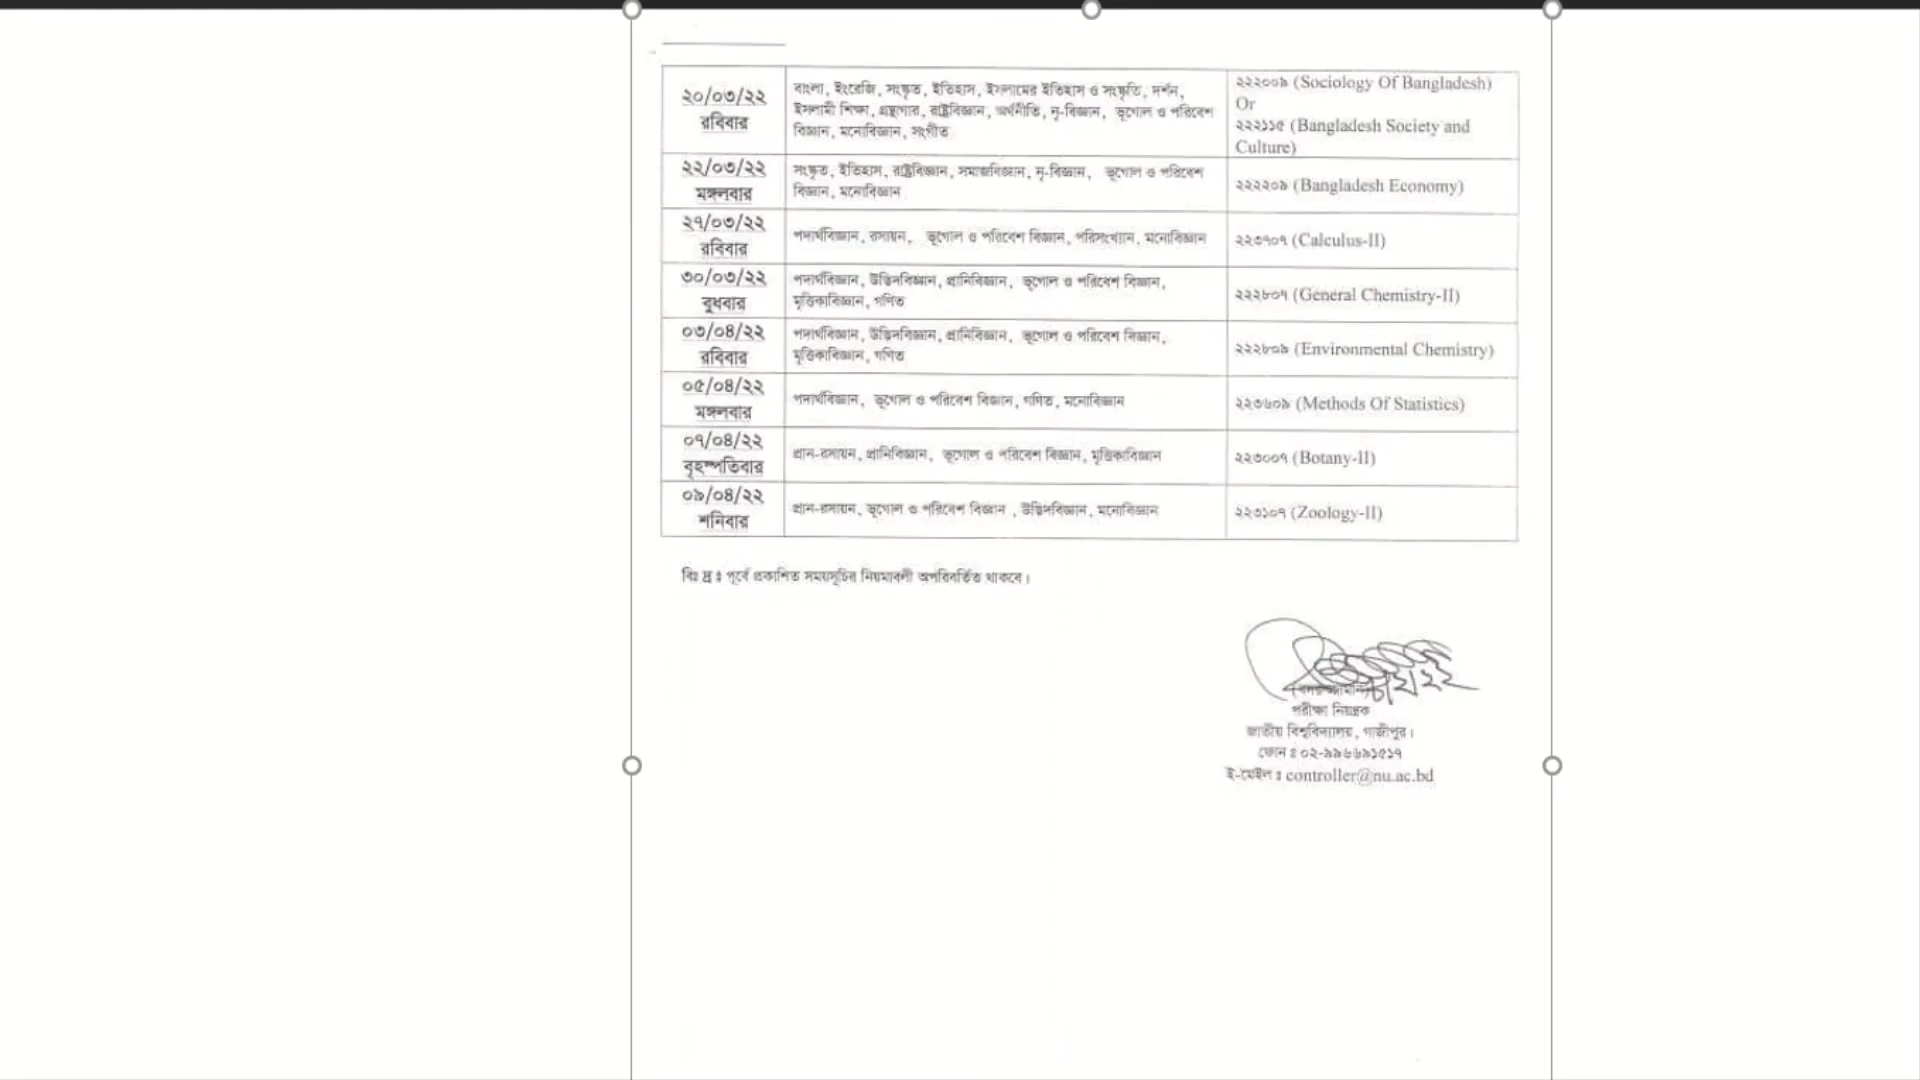 ২০/০৩/২২
রবিবার
বাংলা, ইংরেজি, সংস্কৃত, ইতিহাস, ইসলামের ইতিহাস ও সংস্কৃতি, দর্শন,
ইসলামী শিক্ষা, গ্রন্থাগার, রাষ্ট্রবিজ্ঞান, অর্থনীতি, নৃ-বিজ্ঞান, ভূগোল ও পরিবেশ
বিজ্ঞান, মনোবিজ্ঞান, সংগীত
২২২০০৯ (Sociology Of Bangladesh)
Or
২২২১১৫ (Bangladesh Society and
Culture)
২২/০৩/২২
মঙ্গলবার
সংস্কৃত, ইতিহাস, রাষ্ট্রবিজ্ঞান, সমাজবিজ্ঞান, নৃ-বিজ্ঞান, ভূগোল ও পরিবেশ
বিজ্ঞান, মনোবিজ্ঞান
২২২২০৯ (Bangladesh Economy)
২৭/০৩/২২
রবিবার
পদার্থবিজ্ঞান, রসায়ন, ভূগোল ও পরিবেশ বিজ্ঞান, পরিসংখ্যান, মনোবিজ্ঞান
২২৩৭০৭ (Calculus-II)
৩০/০৩/২২
বুধবার
পদার্থবিজ্ঞান, উদ্ভিদবিজ্ঞান, প্রানিবিজ্ঞান, ভূগোল ও পরিবেশ বিজ্ঞান,
মৃত্তিকাবিজ্ঞান, গণিত
২২২৮০৭ (General Chemistry-II)
০৩/০৪/২২
রবিবার
পদার্থবিজ্ঞান, উদ্ভিদবিজ্ঞান, প্রানিবিজ্ঞান, ভূগোল ও পরিবেশ বিজ্ঞান,
মৃত্তিকাবিজ্ঞান, গণিত
২২২৮০৯ (Environmental Chemistry)
০৫/০৪/২২
মঙ্গলবার
পদার্থবিজ্ঞান, ভূগোল ও পরিবেশ বিজ্ঞান, গণিত, মনোবিজ্ঞান
২২৩৬০৯ (Methods Of Statistics)
০৭/০৪/২২
বৃহস্পতিবার
প্রান-রসায়ন, প্রানিবিজ্ঞান, ভূগোল ও পরিবেশ বিজ্ঞান, মৃত্তিকাবিজ্ঞান
২২৩০০৭ (Botany-II)
০৯/০৪/২২
শনিবার
প্রান-রসায়ন, ভূগোল ও পরিবেশ বিজ্ঞান , উদ্ভিদবিজ্ঞান, মনোবিজ্ঞান
২২৩১০৭ (Zoology-II)
বিঃ দ্রঃ পূর্বে প্রকাশিত সময়সূচির নিয়মাবলী অপরিবর্তিত থাকবে।
পরীক্ষা নিয়ন্ত্রক
জাতীয় বিশ্ববিদ্যালয়, গাজীপুর।
ফোন ঃ ০২-৯৯৬৬৯১৫১৭
ই-মেইল ঃ controller@nu.ac.bd